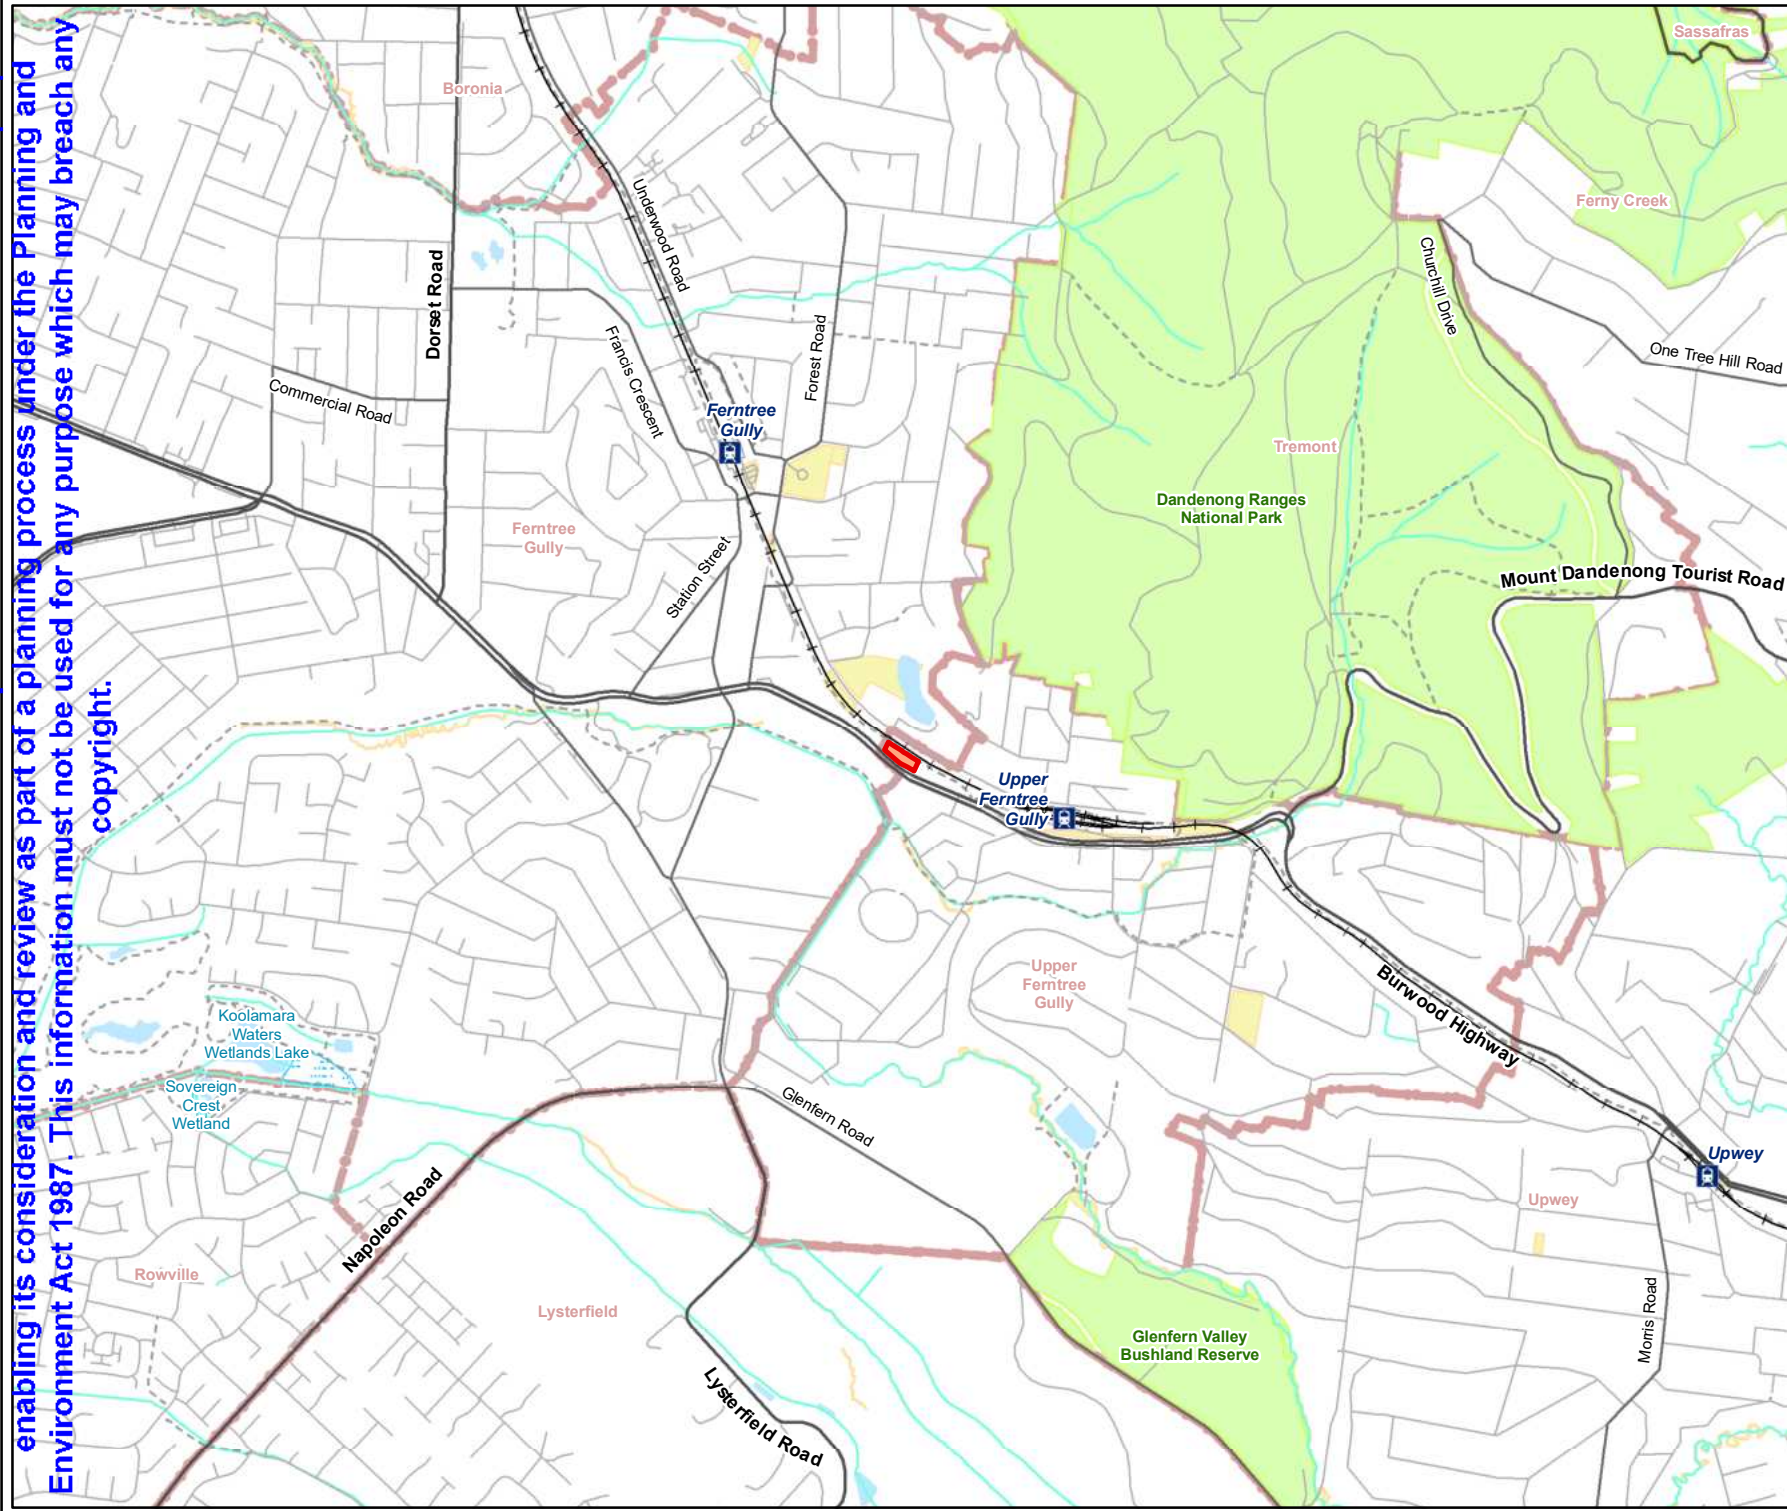 enabling its consideration and review as part of a planning process under the Planning and
Environment Act 1987. This information must not be used for any purpose which may breach any
copyright.
Sassafras
Boronia
Ferny Creek
Underwood Road
Churchill Drive
Dorset Road
Francis Crescent
Forest Road
One Tree Hill Road
Commercial Road
Ferntree
Gully
Tremont
Dandenong Ranges
National Park
Ferntree
Gully
Station Street
Mount Dandenong Tourist Road
Upper
Ferntree
Gully
Upper
Ferntree
Gully
Burwood Highway
Koolamara
Waters
Wetlands Lake
Sovereign
Crest
Wetland
Glenfern Road
Upwey
Napoleon Road
Upwey
Rowville
Lysterfield
Morris Road
Glenfern Valley
Bushland Reserve
Lysterfield Road